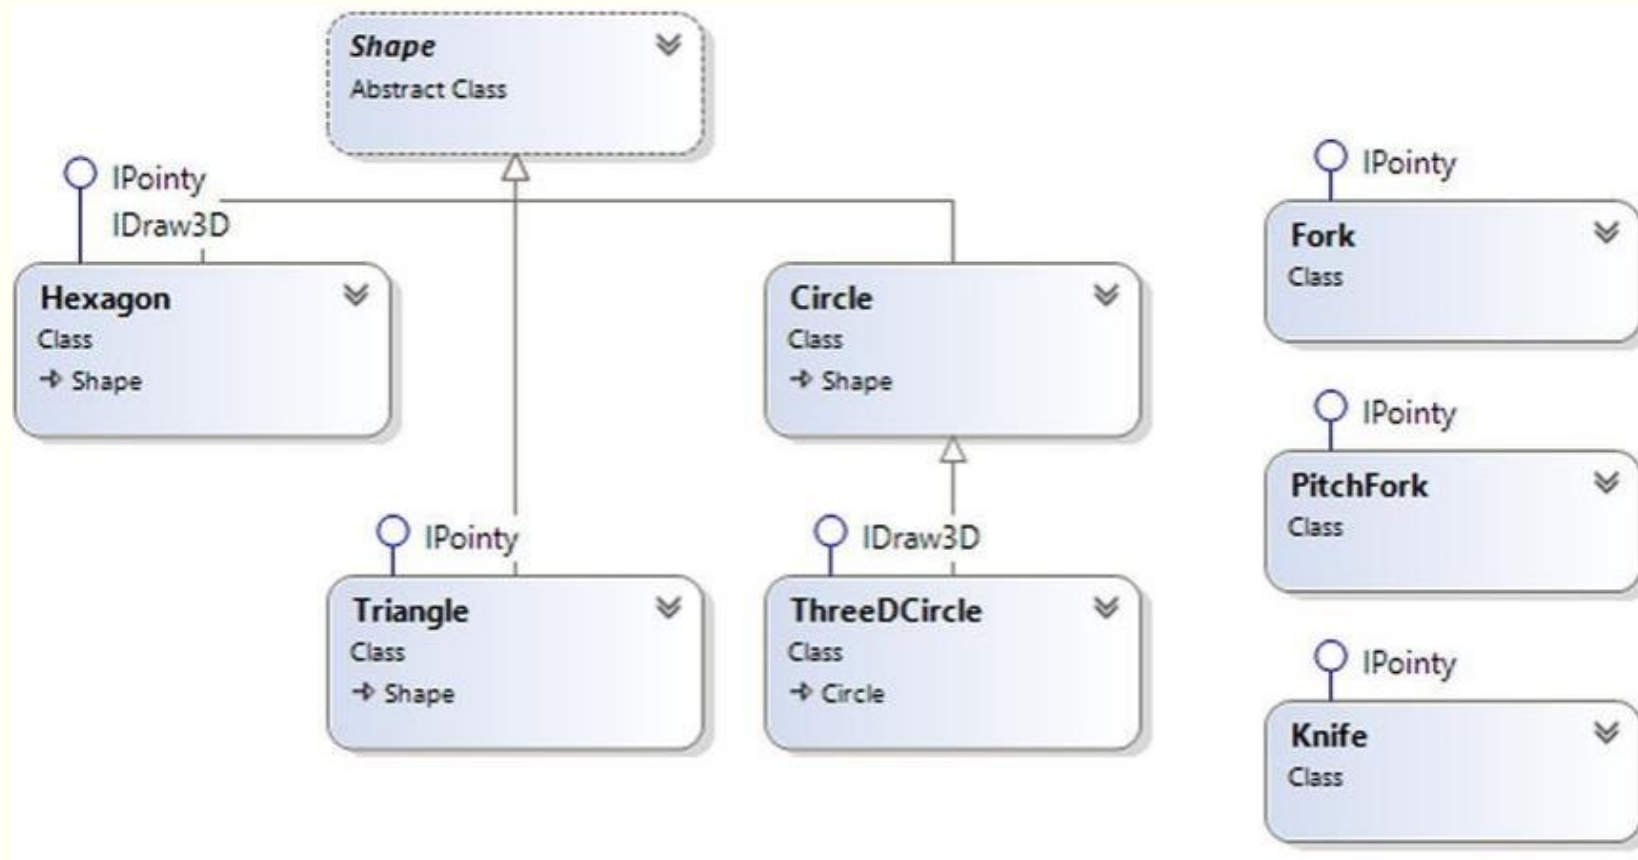 Shape
Abstract Class
IPointy
IDraw3D
Hexagon
Class
Shape
Circle
Class
Shape
IPointy
Triangle
Class
Shape
IDraw3D
ThreeDCircle
Class
Circle
IPointy
Fork
Class
IPointy
PitchFork
Class
IPointy
Knife
Class